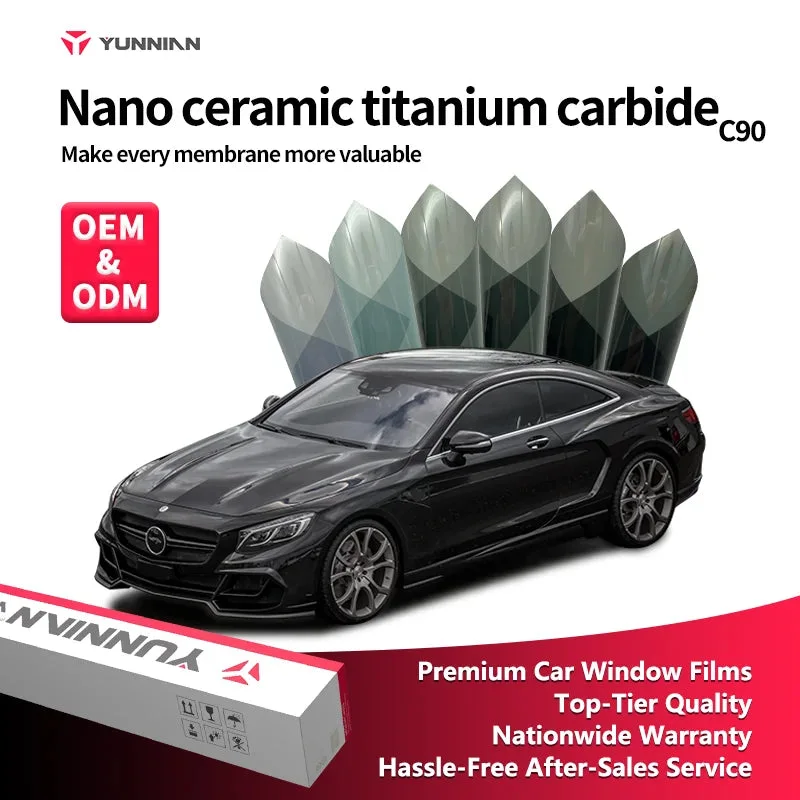 YUNNIAN
Nano ceramic titanium carbide C90
Make every membrane more valuable
OEM
&
ODM
YUNNIAN
Premium Car Window Films
Top-Tier Quality
Nationwide Warranty
Hassle-Free After-Sales Service